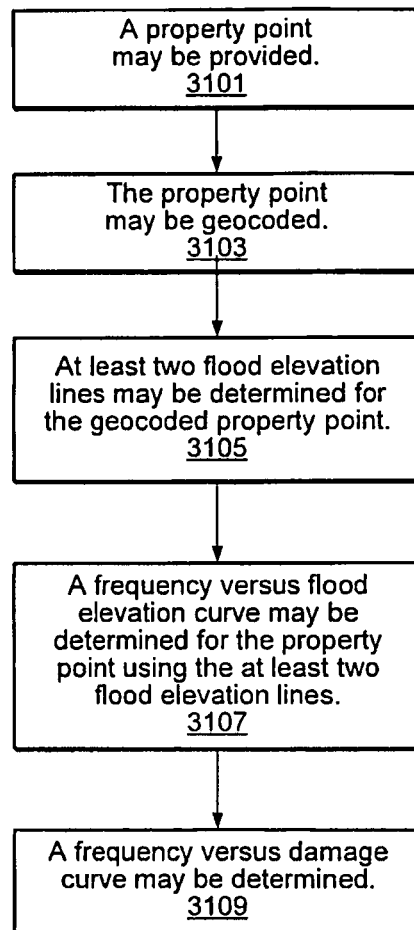 A property point
may be provided.
3101
The property point
may be geocoded.
3103
At least two flood elevation
lines may be determined for
the geocoded property point.
3105
A frequency versus flood
elevation curve may be
determined for the property
point using the at least two
flood elevation lines.
3107
A frequency versus damage
curve may be determined.
3109